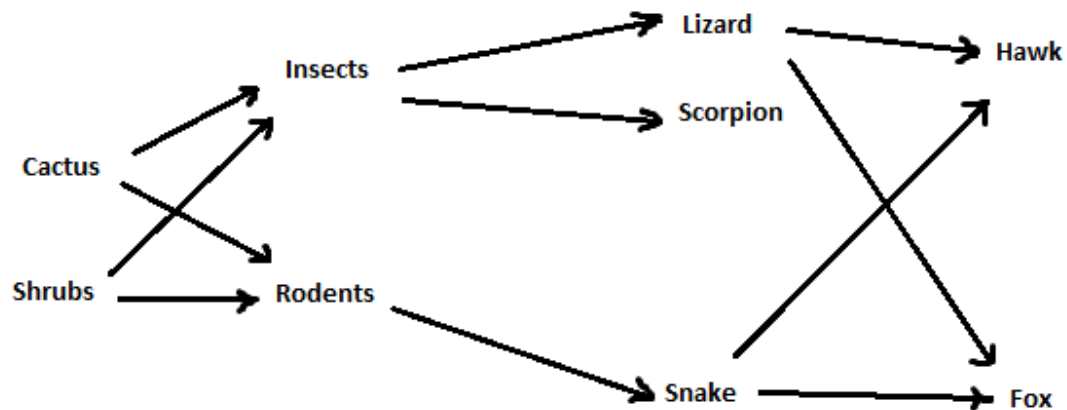 Lizard
Hawk
Insects
Scorpion
Cactus
Shrubs
Rodents
Snake
Fox